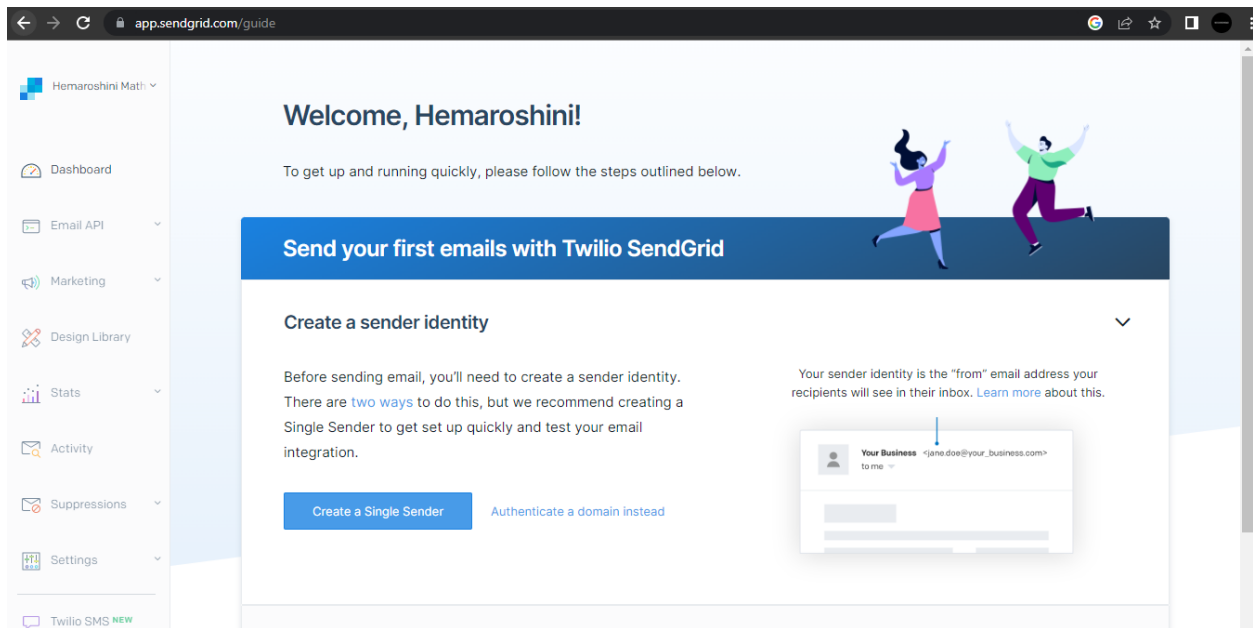 app.sendgrid.com/guide
Hemaroshini Math
Dashboard
Email API
Marketing
Design Library
Stats
Activity
Suppressions
Settings
Twilio SMS NEW
Welcome, Hemaroshini!
To get up and running quickly, please follow the steps outlined below.
Send your first emails with Twilio SendGrid
Create a sender identity
Before sending email, you'll need to create a sender identity.
There are two ways to do this, but we recommend creating a
Single Sender to get set up quickly and test your email
integration.
Create a Single Sender
Authenticate a domain instead
Your sender identity is the "from" email address your
recipients will see in their inbox. Learn more about this.
Your Business <jane.doe@your_business.com>
to me